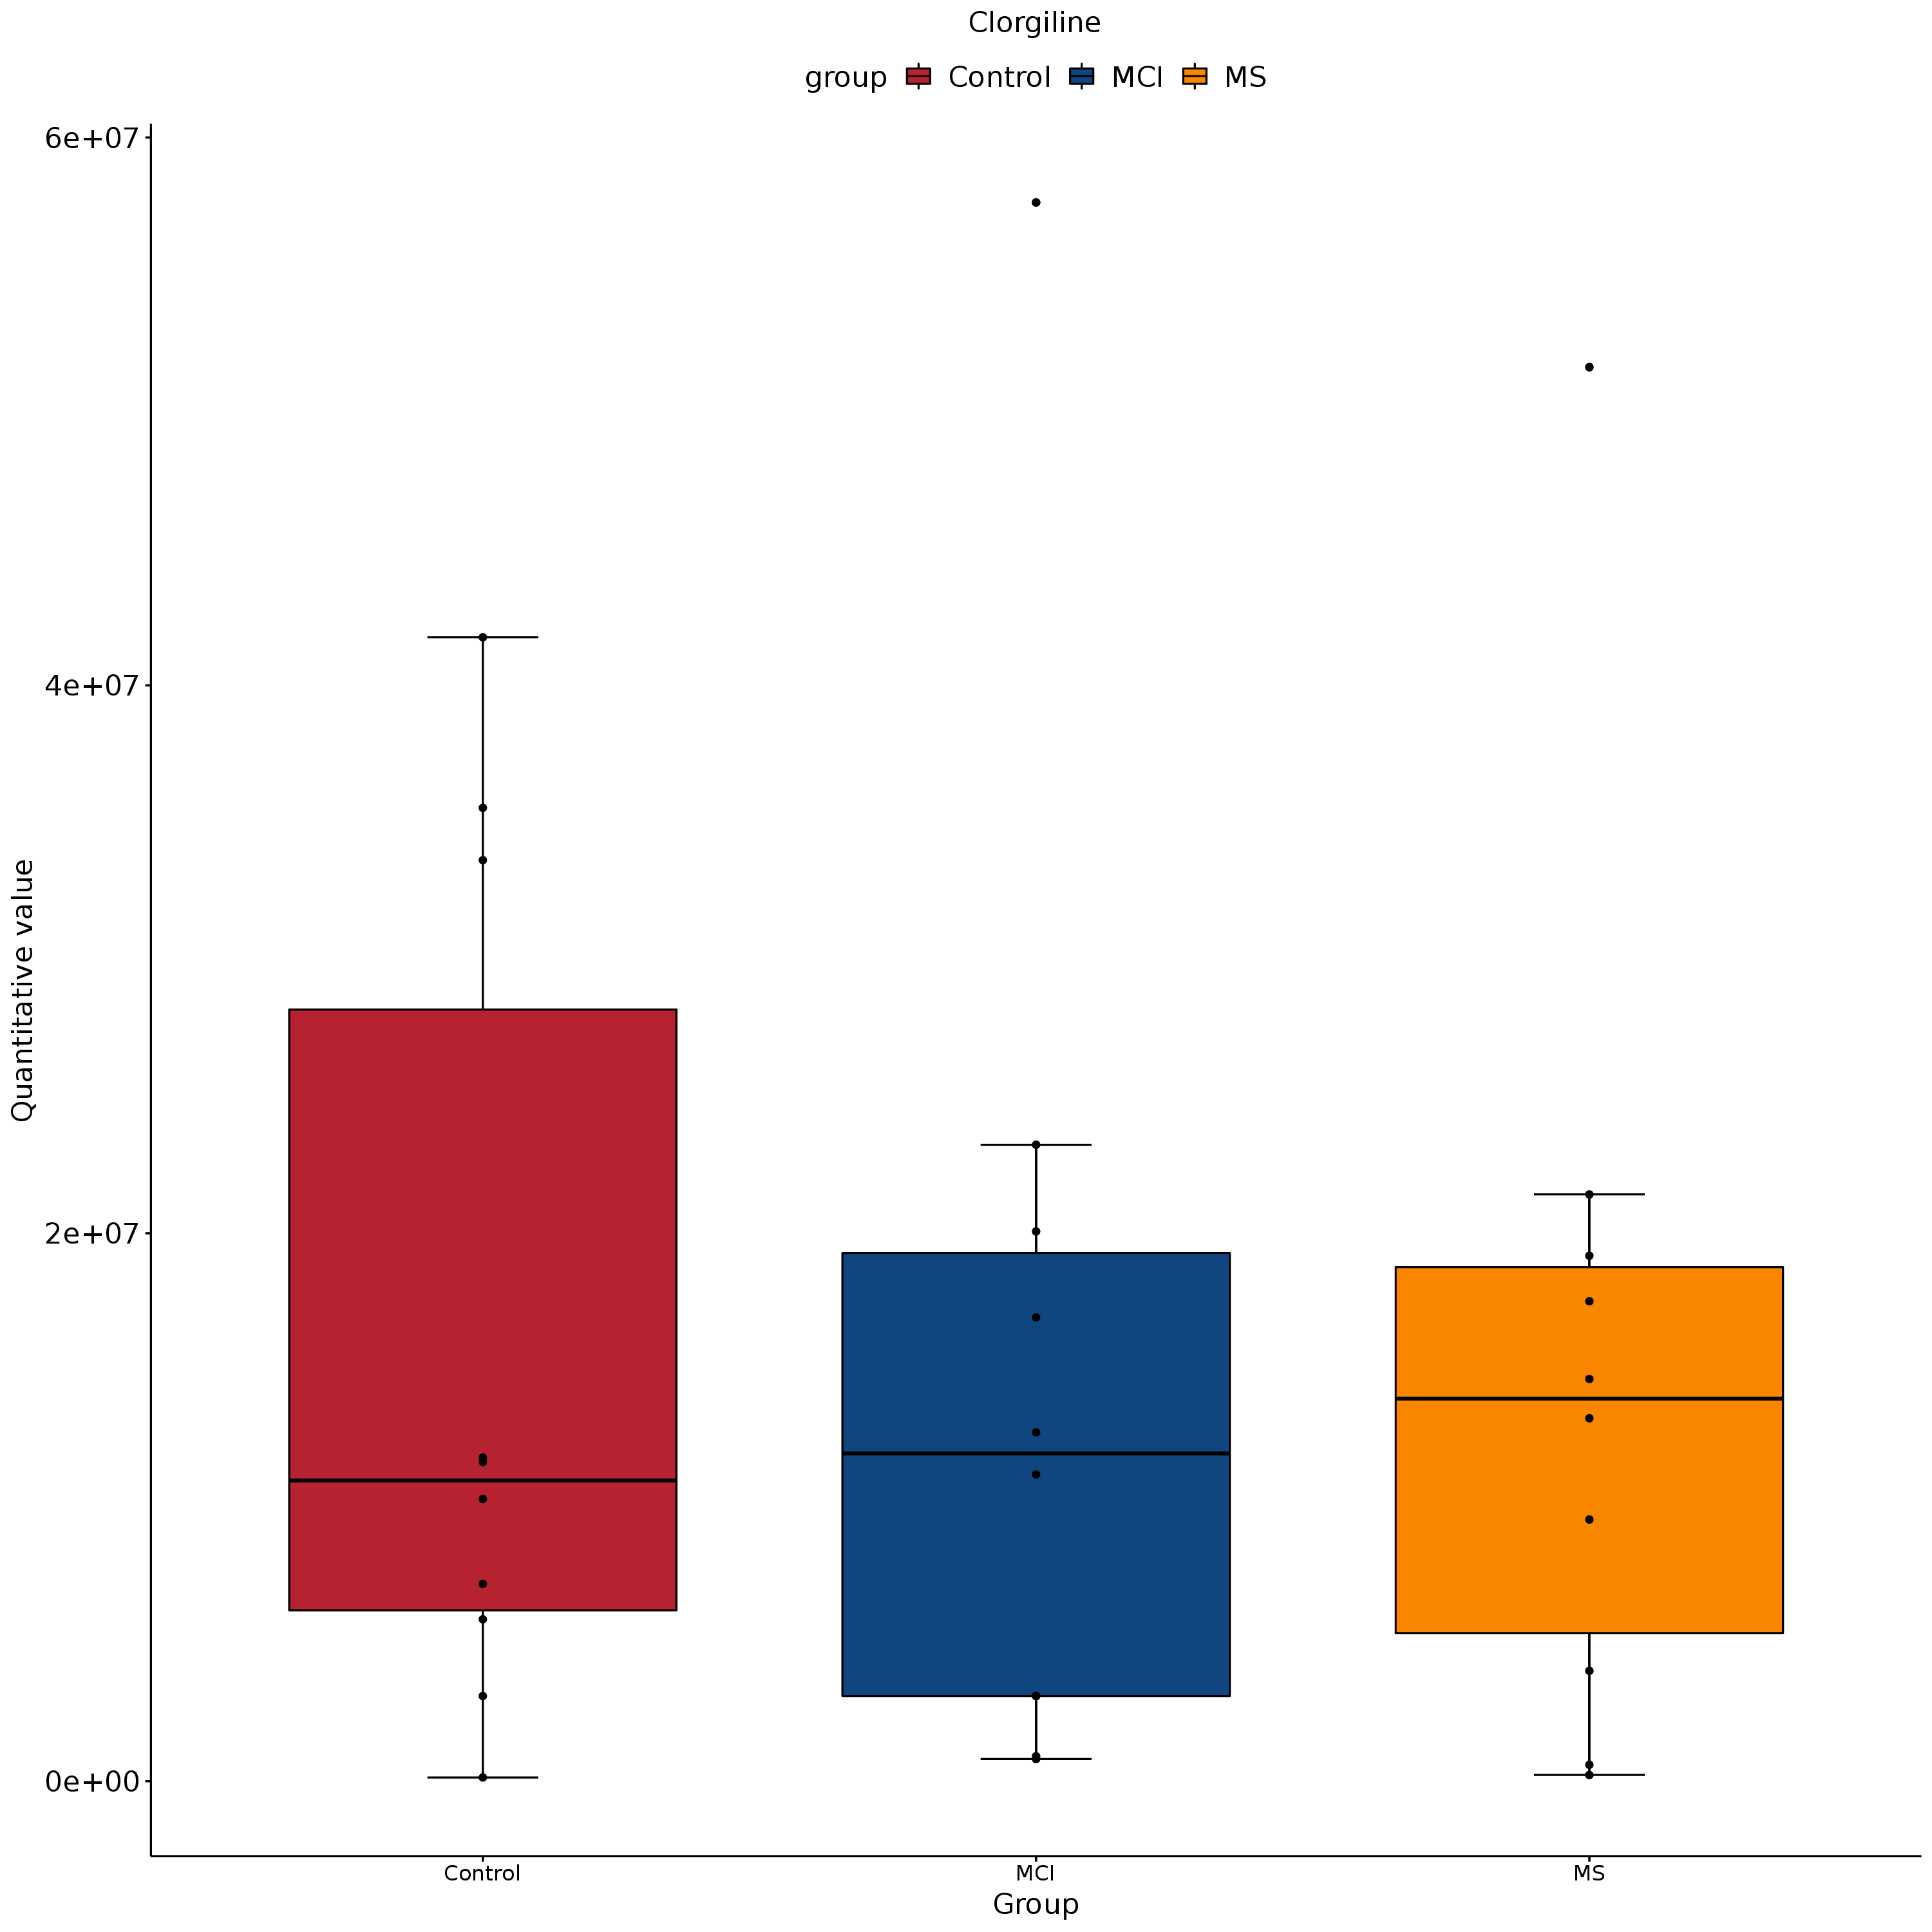 Clorgiline
group Control MCI MS
6e+07
4e+07
2e+07
0e+00
Quantitative value
Control MCI MS
Group